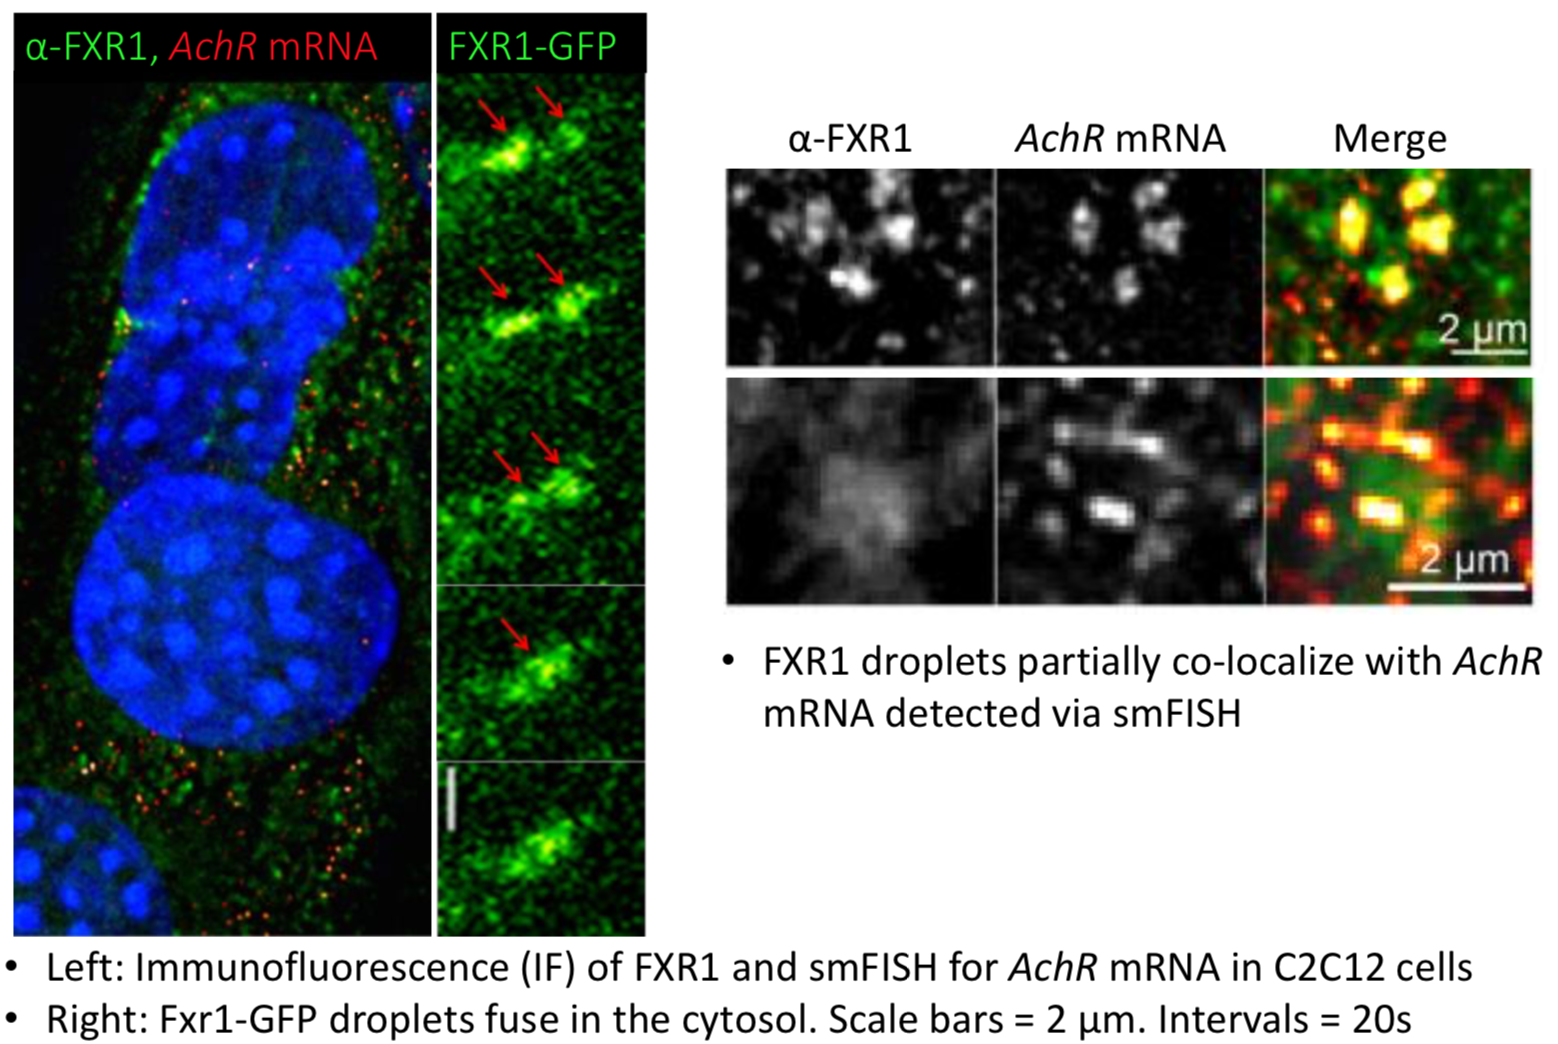 α-FXR1, AchR mRNA
FXR1-GFP
α-FXR1
AchR mRNA
Merge
2 μm
2 μm
• FXR1 droplets partially co-localize with AchR
mRNA detected via smFISH
• Left: Immunofluorescence (IF) of FXR1 and smFISH for AchR mRNA in C2C12 cells
• Right: Fxr1-GFP droplets fuse in the cytosol. Scale bars = 2 μm. Intervals = 20s